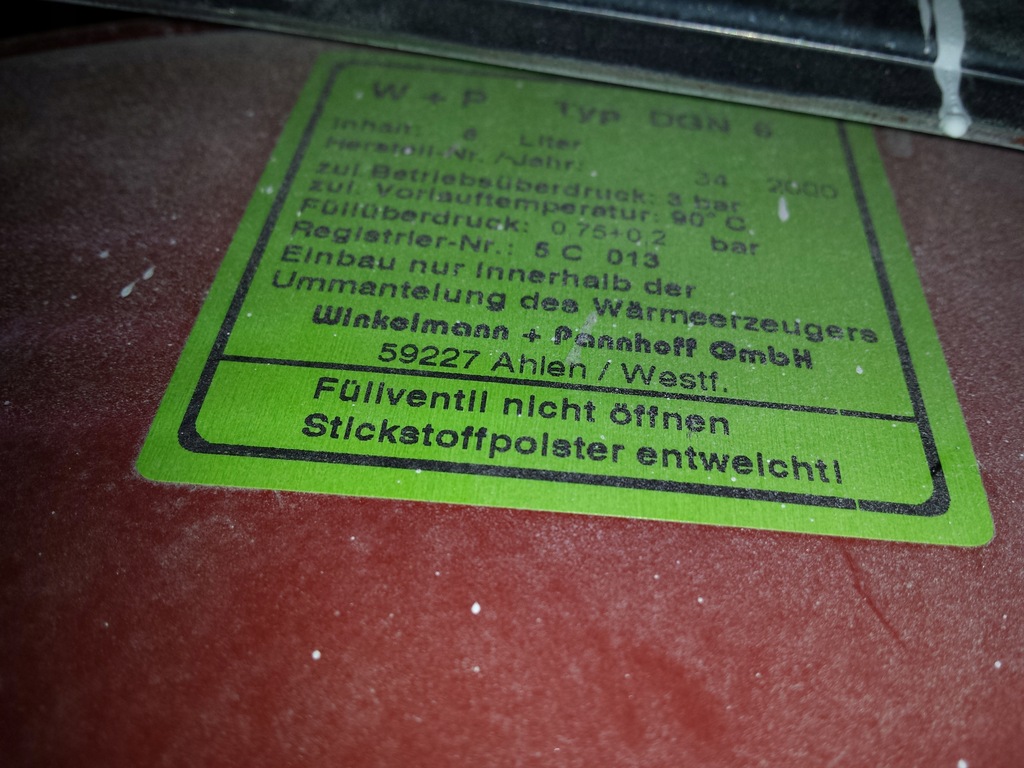 W + P Typ DGN 6
Inhalt: 6 Liter
Herstell-Nr./Jahr: 34 2000
zul. Betriebsüberdruck: 3 bar
zul. Vorlauftemperatur: 90° C.
Füllüberdruck: 0.75+0.2 bar
Registrier-Nr.: 5 C 013
Einbau nur innerhalb der
Ummantelung des Wärmeerzeugers
Winkelmann + Pannhoff GmbH
59227 Ahlen / Westf.
Füllventil nicht öffnen
Stickstoffpolster entweicht!